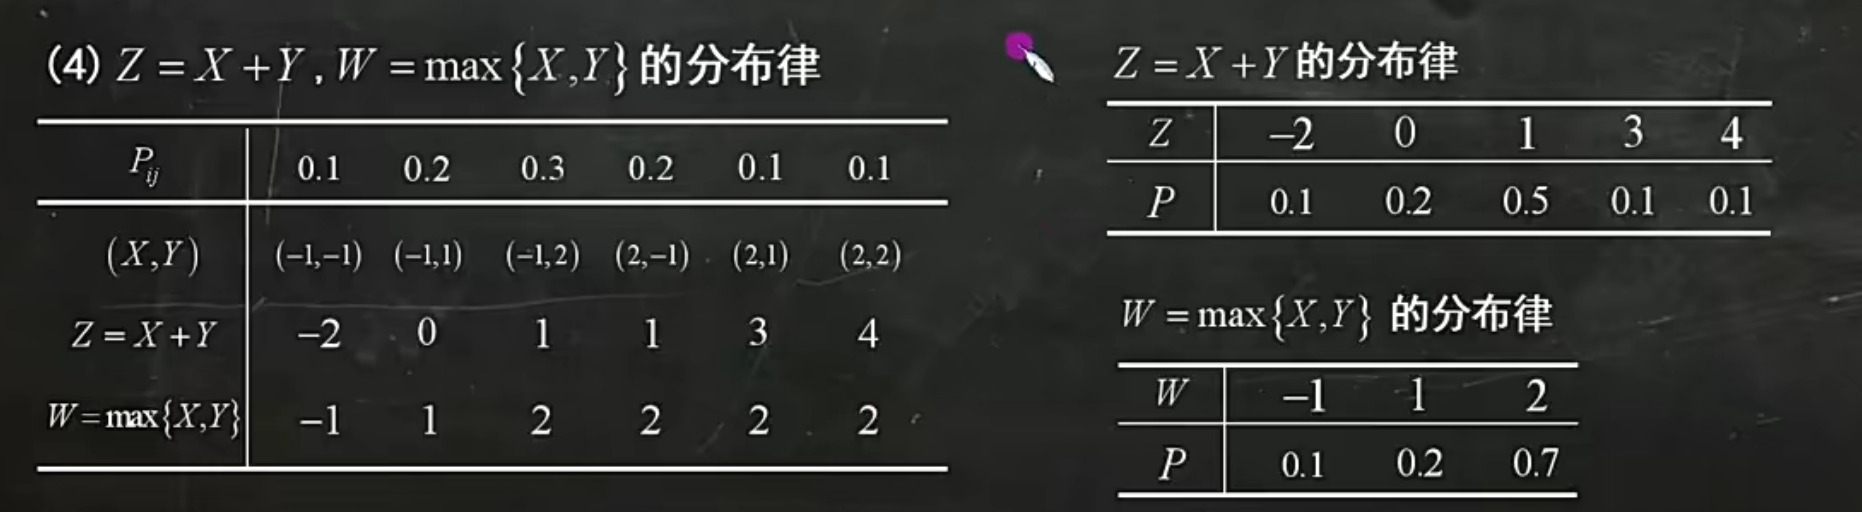 (4) Z = X + Y , W = max{X,Y} 的分布律
P_ij 0.1 0.2 0.3 0.2 0.1 0.1
(X,Y) (−1,−1) (−1,1) (−1,2) (2,−1) (2,1) (2,2)
Z = X + Y −2 0 1 1 3 4
W = max{X,Y} −1 1 2 2 2 2
Z = X + Y 的分布律
Z −2 0 1 3 4
P 0.1 0.2 0.5 0.1 0.1
W = max{X,Y} 的分布律
W −1 1 2
P 0.1 0.2 0.7